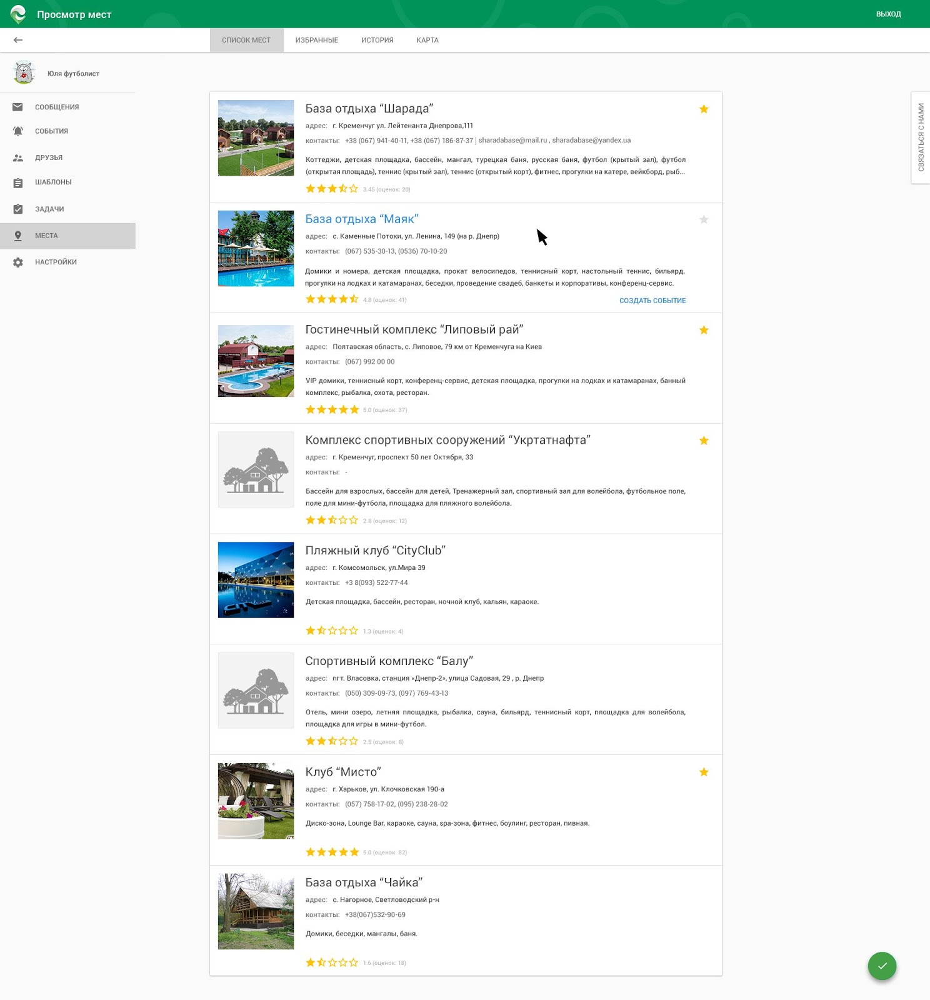 Просмотр мест
ВЫХОД
СПИСОК МЕСТ
ИЗБРАННЫЕ
ИСТОРИЯ
КАРТА
Юля футболист
СООБЩЕНИЯ
СОБЫТИЯ
ДРУЗЬЯ
ШАБЛОНЫ
ЗАДАЧИ
МЕСТА
НАСТРОЙКИ
СВЯЗАТЬСЯ С НАМИ
База отдыха “Шарада”
адрес: г. Кременчуг ул. Лейтенанта Днепрова,111
контакты: +38 (067) 941-40-11, +38 (067) 186-87-37 | sharadabase@mail.ru , sharadabase@yandex.ua
Коттеджи, детская площадка, бассейн, мангал, турецкая баня, русская баня, футбол (крытый зал), футбол
(открытая площадь), теннис (крытый зал), теннис (открытый корт), фитнес, прогулки на катере, вейкборд, рыб...
3.45 (оценок: 20)
База отдыха “Маяк”
адрес: с. Каменные Потоки, ул. Ленина, 149 (на р. Днепр)
контакты: (067) 535-30-13, (0536) 70-10-20
Домики и номера, детская площадка, прокат велосипедов, теннисный корт, настольный теннис, бильярд,
прогулки на лодках и катамаранах, беседки, проведение свадеб, банкеты и корпоративы, конференц-сервис.
4.8 (оценок: 41)
СОЗДАТЬ СОБЫТИЕ
Гостинечный комплекс “Липовый рай”
адрес: Полтавская область, с. Липовое, 79 км от Кременчуга на Киев
контакты: (067) 992 00 00
VIP домики, теннисный корт, конференц-сервис, детская площадка, прогулки на лодках и катамаранах, банный
комплекс, рыбалка, охота, ресторан.
5.0 (оценок: 37)
Комплекс спортивных сооружений “Укртатнафта”
адрес: г. Кременчуг, проспект 50 лет Октября, 33
контакты: -
Бассейн для взрослых, бассейн для детей, Тренажерный зал, спортивный зал для волейбола, футбольное поле,
поле для мини-футбола, площадка для пляжного волейбола.
2.8 (оценок: 12)
Пляжный клуб “CityClub”
адрес: г. Комсомольск, ул.Мира 39
контакты: +3 8(093) 522-77-44
Детская площадка, бассейн, ресторан, ночной клуб, кальян, караоке.
1.3 (оценок: 4)
Спортивный комплекс “Балу”
адрес: пгт. Власовка, станция «Днепр-2», улица Садовая, 29 , р. Днепр
контакты: (050) 309-09-73, (097) 769-43-13
Отель, мини озеро, летняя площадка, рыбалка, сауна, бильярд, теннисный корт, площадка для волейбола,
площадка для игры в мини-футбол.
2.5 (оценок: 8)
Клуб “Мисто”
адрес: г. Харьков, ул. Клочковская 190-а
контакты: (057) 758-17-02, (095) 238-28-02
Диско-зона, Lounge Bar, караоке, сауна, spa-зона, фитнес, боулинг, ресторан, пивная.
5.0 (оценок: 82)
База отдыха “Чайка”
адрес: с. Нагорное, Светловодский р-н
контакты: +38(067)532-90-69
Домики, беседки, мангалы, баня.
1.6 (оценок: 18)